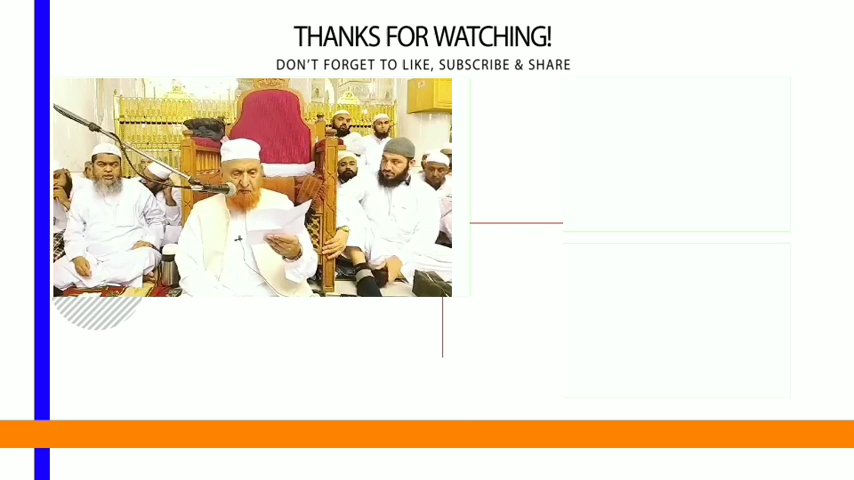 THANKS FOR WATCHING!
DON'T FORGET TO LIKE, SUBSCRIBE & SHARE